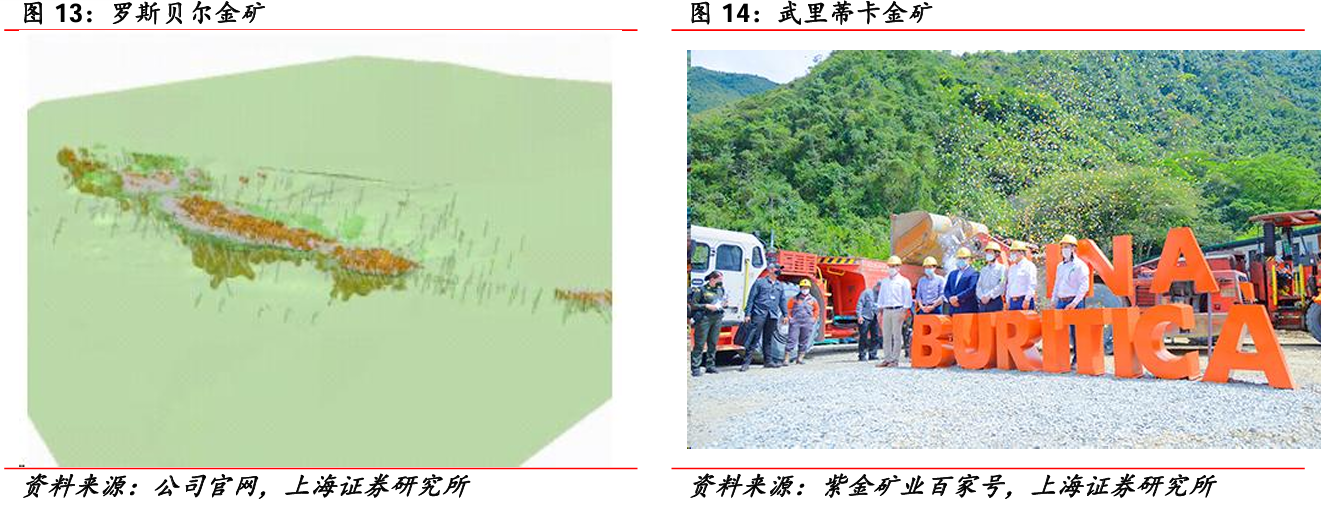 图 13：罗斯贝尔金矿
图 14：武里蒂卡金矿
INA
BURITICA
资料来源：公司官网，上海证券研究所
资料来源：紫金矿业百家号，上海证券研究所